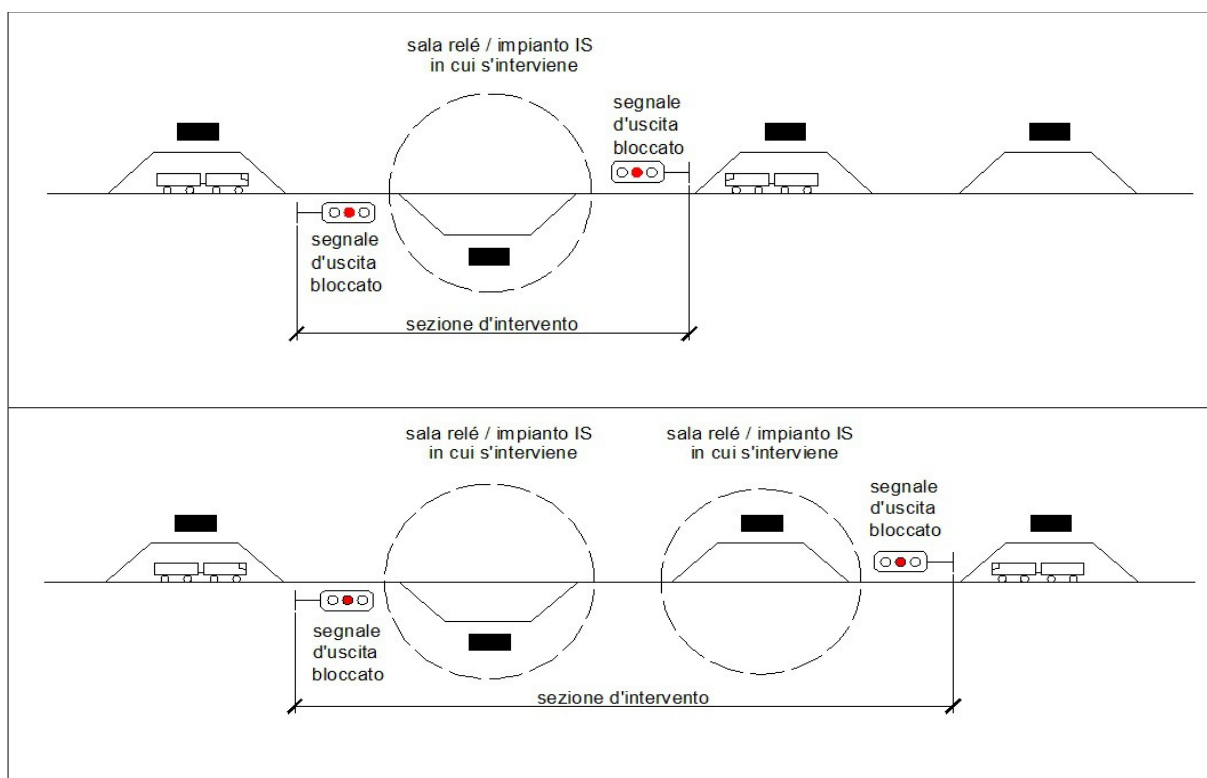 sala relé / impianto IS
in cui s'interviene
segnale
d'uscita
bloccato
segnale
d'uscita
bloccato
sezione d'intervento
sala relé / impianto IS
in cui s'interviene
sala relé / impianto IS
in cui s'interviene
segnale
d'uscita
bloccato
segnale
d'uscita
bloccato
sezione d'intervento